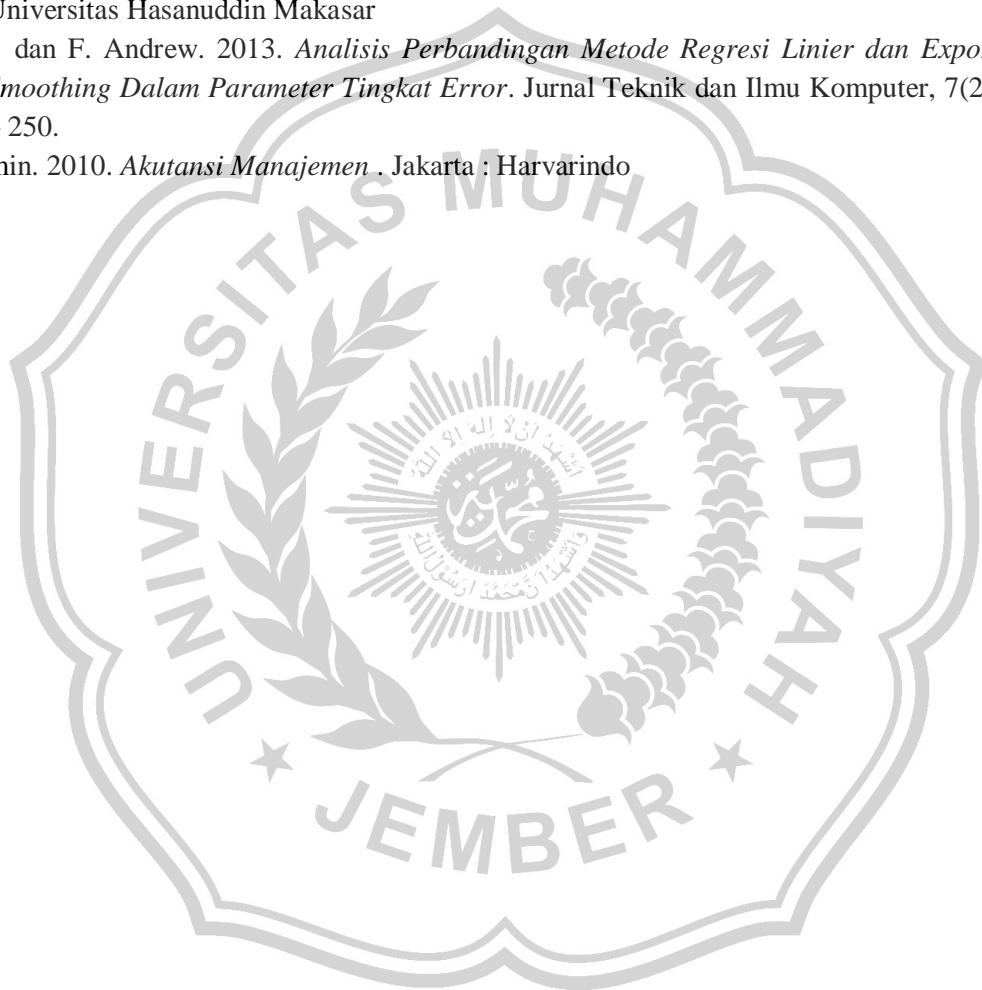 Universitas Hasanuddin Makasar
dan F. Andrew. 2013. Analisis Perbandingan Metode Regresi Linier dan Expo
moothing Dalam Parameter Tingkat Error. Jurnal Teknik dan Ilmu Komputer, 7(2
250.
in. 2010. Akutansi Manajemen . Jakarta : Harvarindo
UNIVERSITAS MUHAMMADIYAH
JEMBER